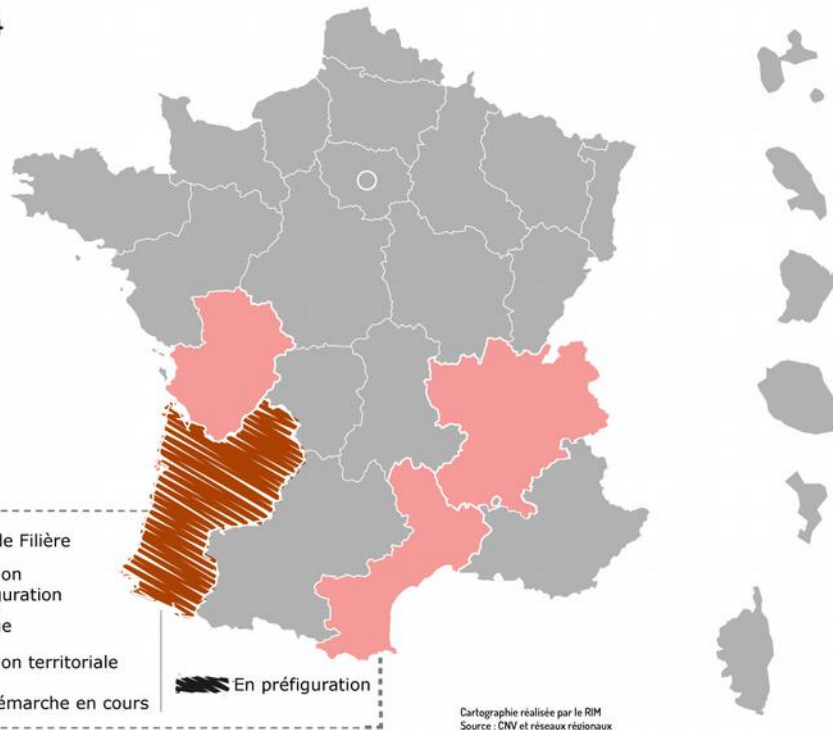 4
le Filière
on
guration
e
on territoriale
émarche en cours
En préfiguration
Cartographie réalisée par le RIM
Source : CNV et réseaux régionaux